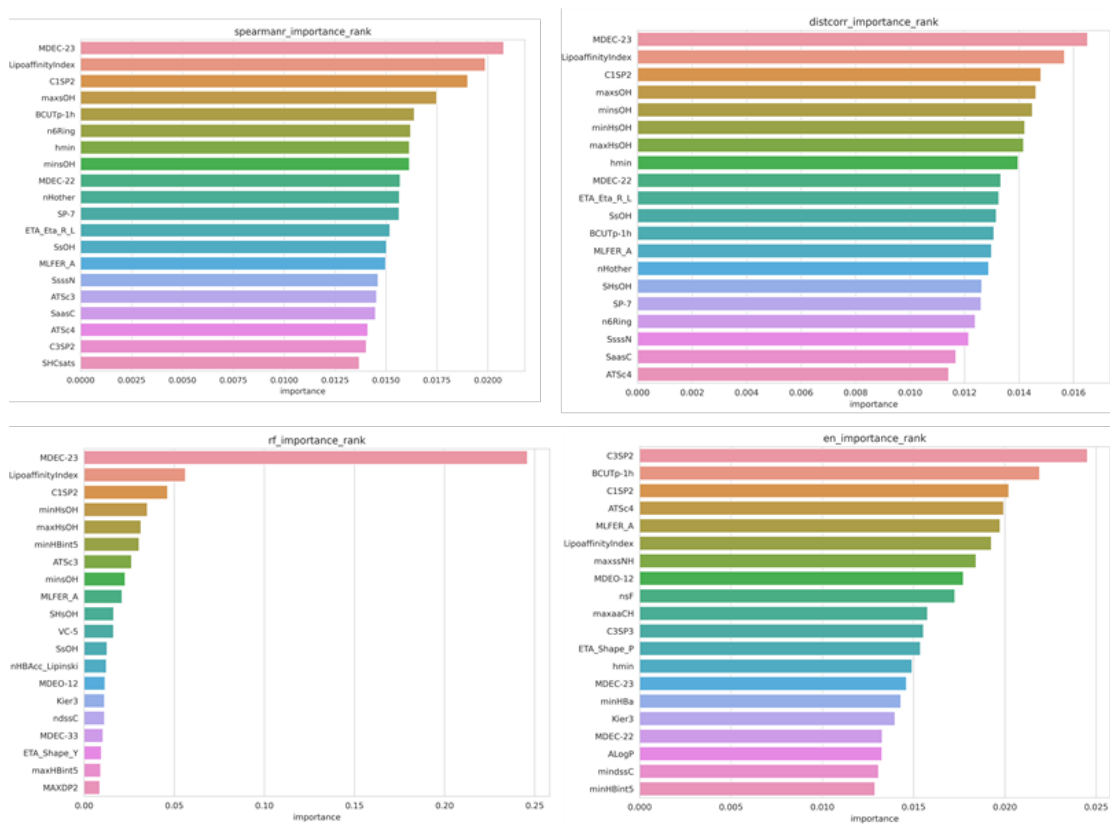 spearmanr_importance_rank
MDEC-23
LipoaffinityIndex
C1SP2
maxsOH
BCUTp-1h
n6Ring
hmin
minsOH
MDEC-22
nHother
SP-7
ETA_Eta_R_L
SsOH
MLFER_A
SsssN
ATSc3
SaasC
ATSc4
C3SP2
SHCsats
0.0000 0.0025 0.0050 0.0075 0.0100 0.0125 0.0150 0.0175 0.0200
importance
distcorr_importance_rank
MDEC-23
LipoaffinityIndex
C1SP2
maxsOH
minsOH
minHsOH
maxHsOH
hmin
MDEC-22
ETA_Eta_R_L
SsOH
BCUTp-1h
MLFER_A
nHother
SHsOH
SP-7
n6Ring
SsssN
SaasC
ATSc4
0.000 0.002 0.004 0.006 0.008 0.010 0.012 0.014 0.016
importance
rf_importance_rank
MDEC-23
LipoaffinityIndex
C1SP2
minHsOH
maxHsOH
minHBint5
ATSc3
minsOH
MLFER_A
SHsOH
VC-5
SsOH
nHBAcc_Lipinski
MDEO-12
Kier3
ndssC
MDEC-33
ETA_Shape_Y
maxHBint5
MAXDP2
0.00 0.05 0.10 0.15 0.20 0.25
importance
en_importance_rank
C3SP2
BCUTp-1h
C1SP2
ATSc4
MLFER_A
LipoaffinityIndex
maxssNH
MDEO-12
nsF
maxaaCH
C3SP3
ETA_Shape_P
hmin
MDEC-23
minHBa
Kier3
MDEC-22
ALogP
mindssC
minHBint5
0.000 0.005 0.010 0.015 0.020 0.025
importance